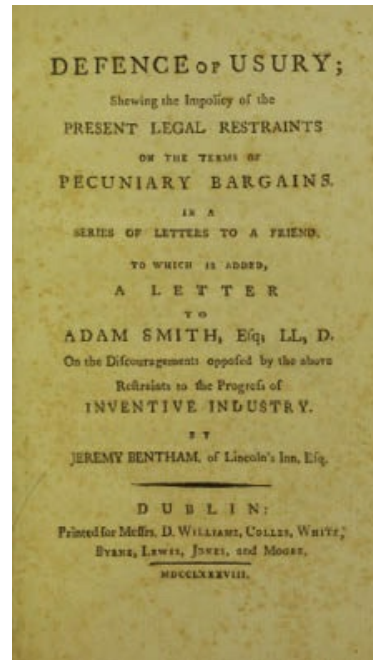 DEFENCE OF USURY;
Shewing the Impolicy of the
PRESENT LEGAL RESTRAINTS
ON THE TERMS OF
PECUNIARY BARGAINS.
IN A
SERIES OF LETTERS TO A FRIEND.
TO WHICH IS ADDED,
A LETTER
TO
ADAM SMITH, Eſq; LL, D.
On the Diſcouragements oppoſed by the above
Reſtraints to the Progreſs of
INVENTIVE INDUSTRY.
BY
JEREMY BENTHAM, of Lincoln's Inn, Eſq.
DUBLIN:
Printed for Meſſrs. D. WILLIAMS, COLLES, WHITE,
BYRNE, LEWIS, JONES, and MOORE.
MDCCLXXXVIII.